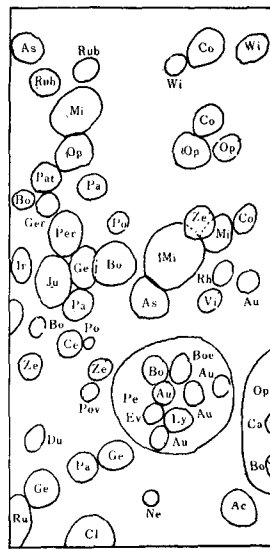 As Rub Co Wi
Rub Wi
Mi
Co
Op Op Op
Pat Pa
Bo
Ger Po Ze Co
Per Mi
Ir Ge Bo Mi
Ju Rh Au
Pa As Vi
Bo Po
Ce
Ze Ze Bo Boe
Pe Au Au Op
Pov Ev Ly Au Ca
Du Au Bo
Pa Ge
Ge Ne Ac
Ru Cl